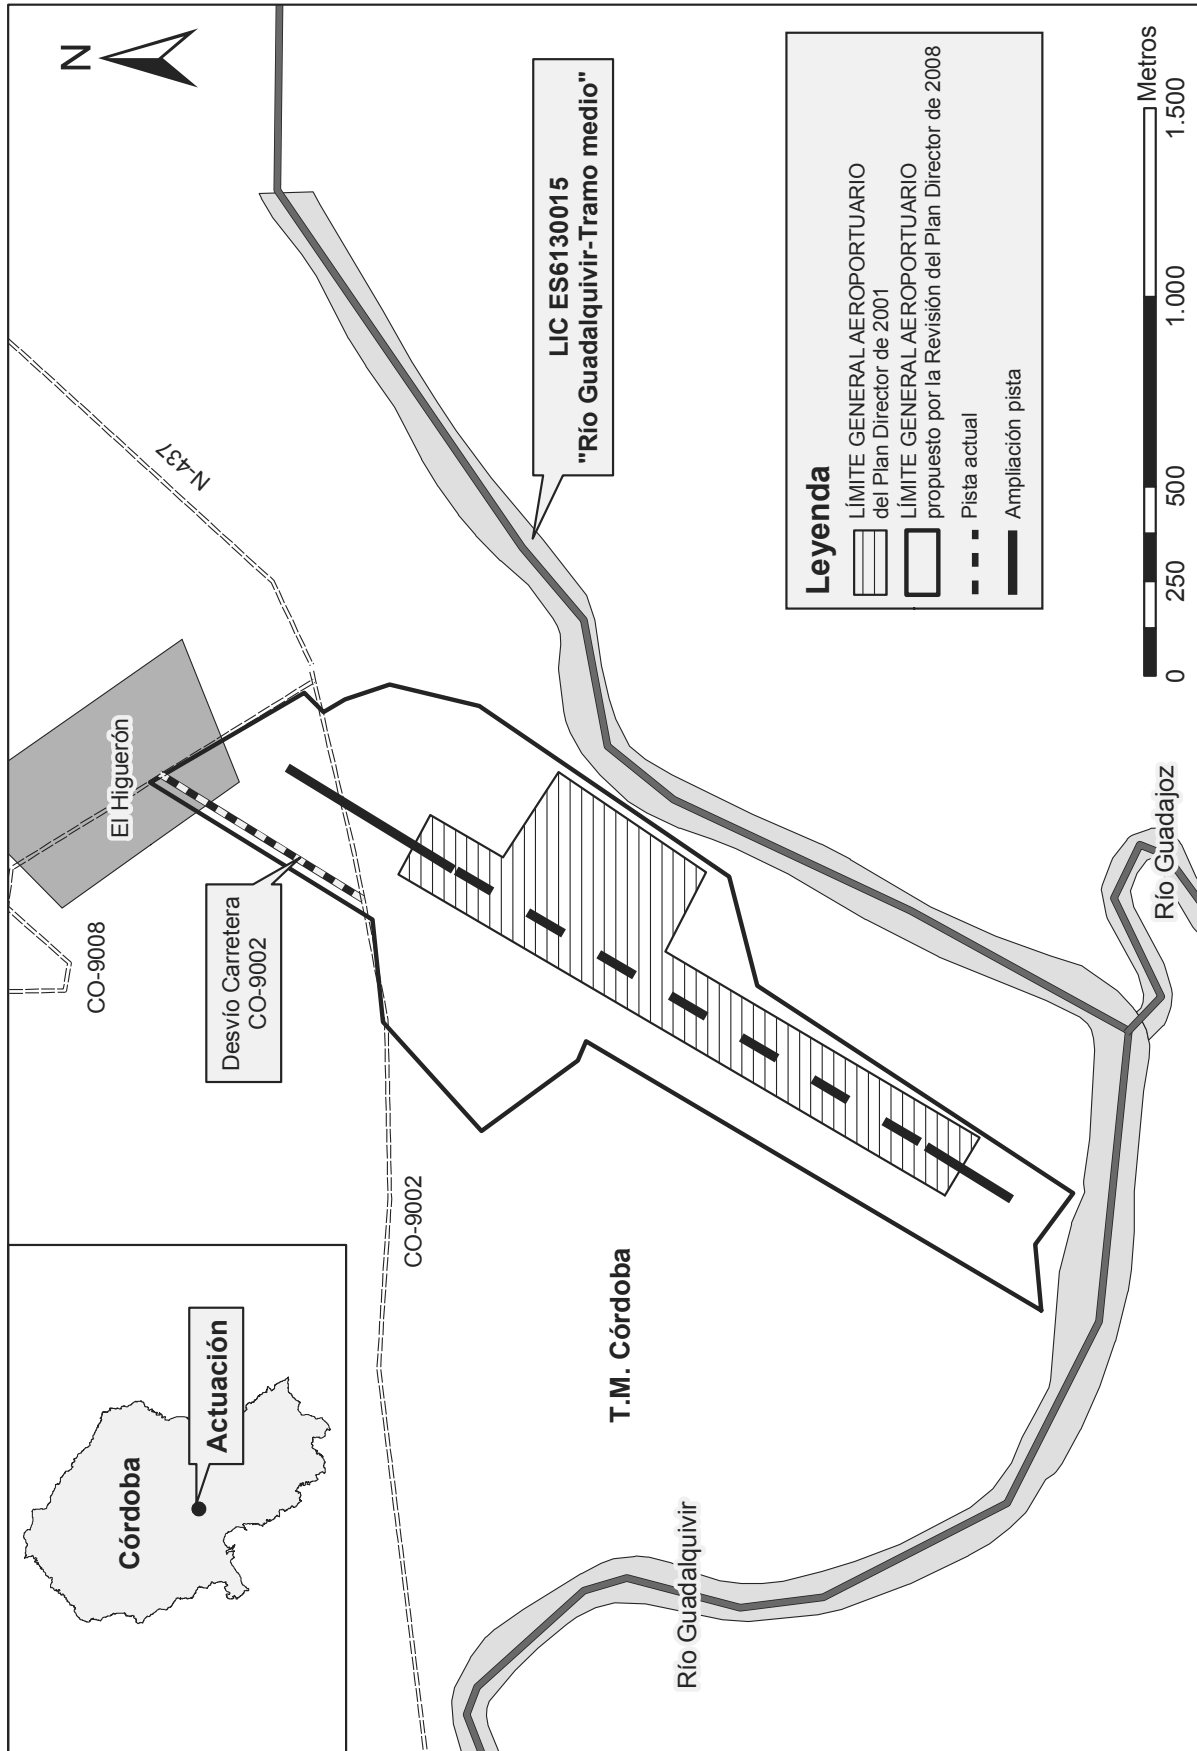 Córdoba
Actuación
N
El Higuerón
CO-9008
Desvío Carretera
CO-9002
N-437
CO-9002
LIC ES6130015
"Río Guadalquivir-Tramo medio"
T.M. Córdoba
Río Guadalquivir
Río Guadajoz
Leyenda
LÍMITE GENERAL AEROPORTUARIO
del Plan Director de 2001
LÍMITE GENERAL AEROPORTUARIO
propuesto por la Revisión del Plan Director de 2008
Pista actual
Ampliación pista
0 250 500 1.000 1.500
Metros